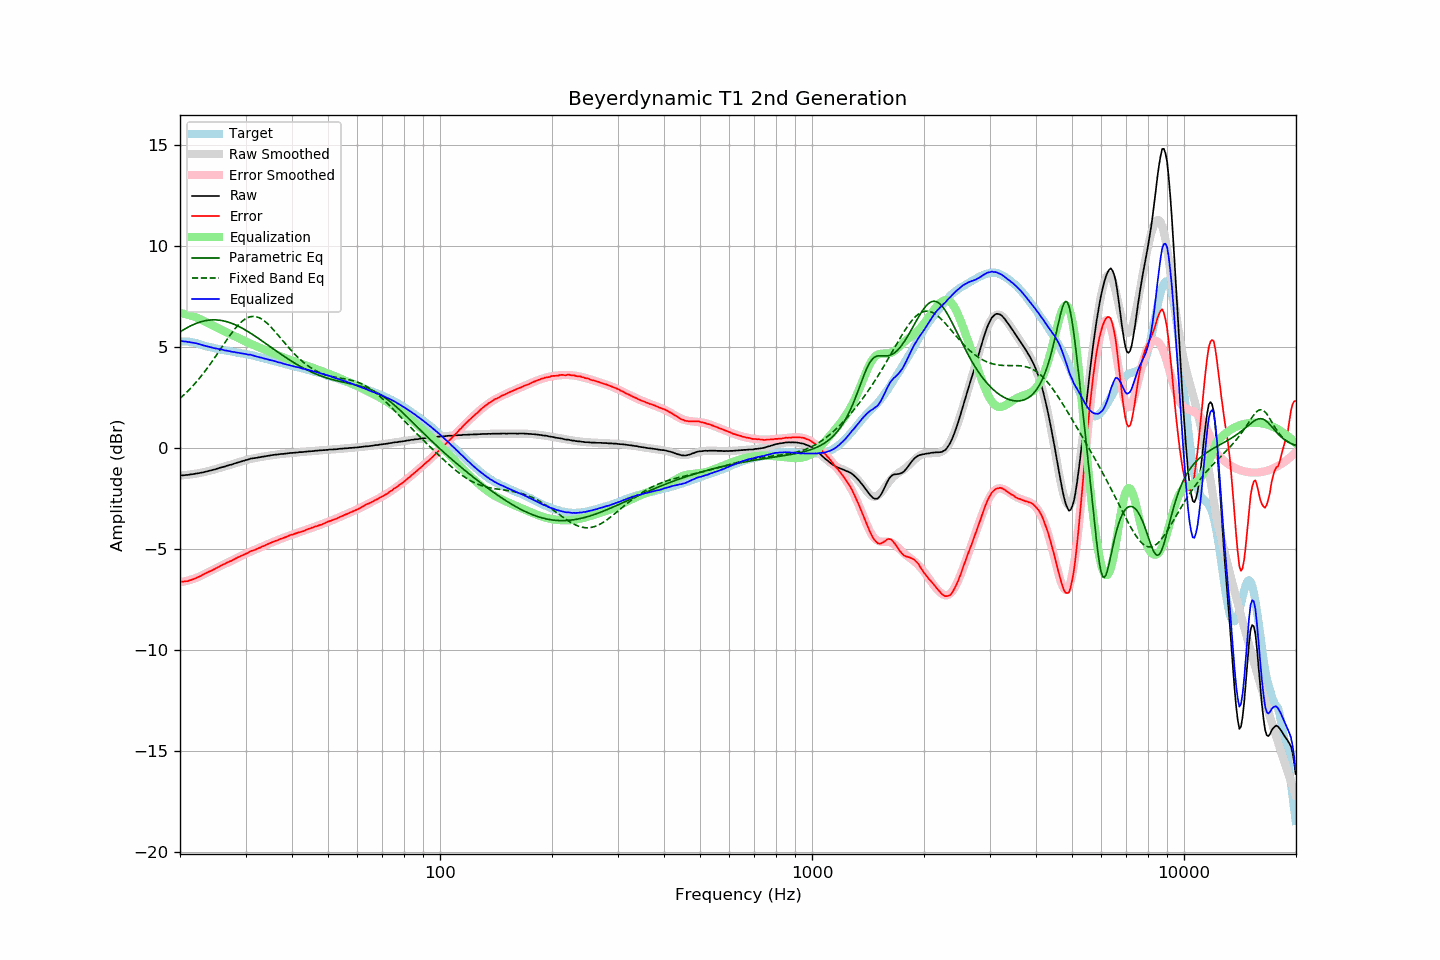 Beyerdynamic T1 2nd Generation
Target
Raw Smoothed
Error Smoothed
Raw
Error
Equalization
Parametric Eq
Fixed Band Eq
Equalized
15
10
5
0
−5
−10
−15
−20
Amplitude (dBr)
100
1000
10000
Frequency (Hz)